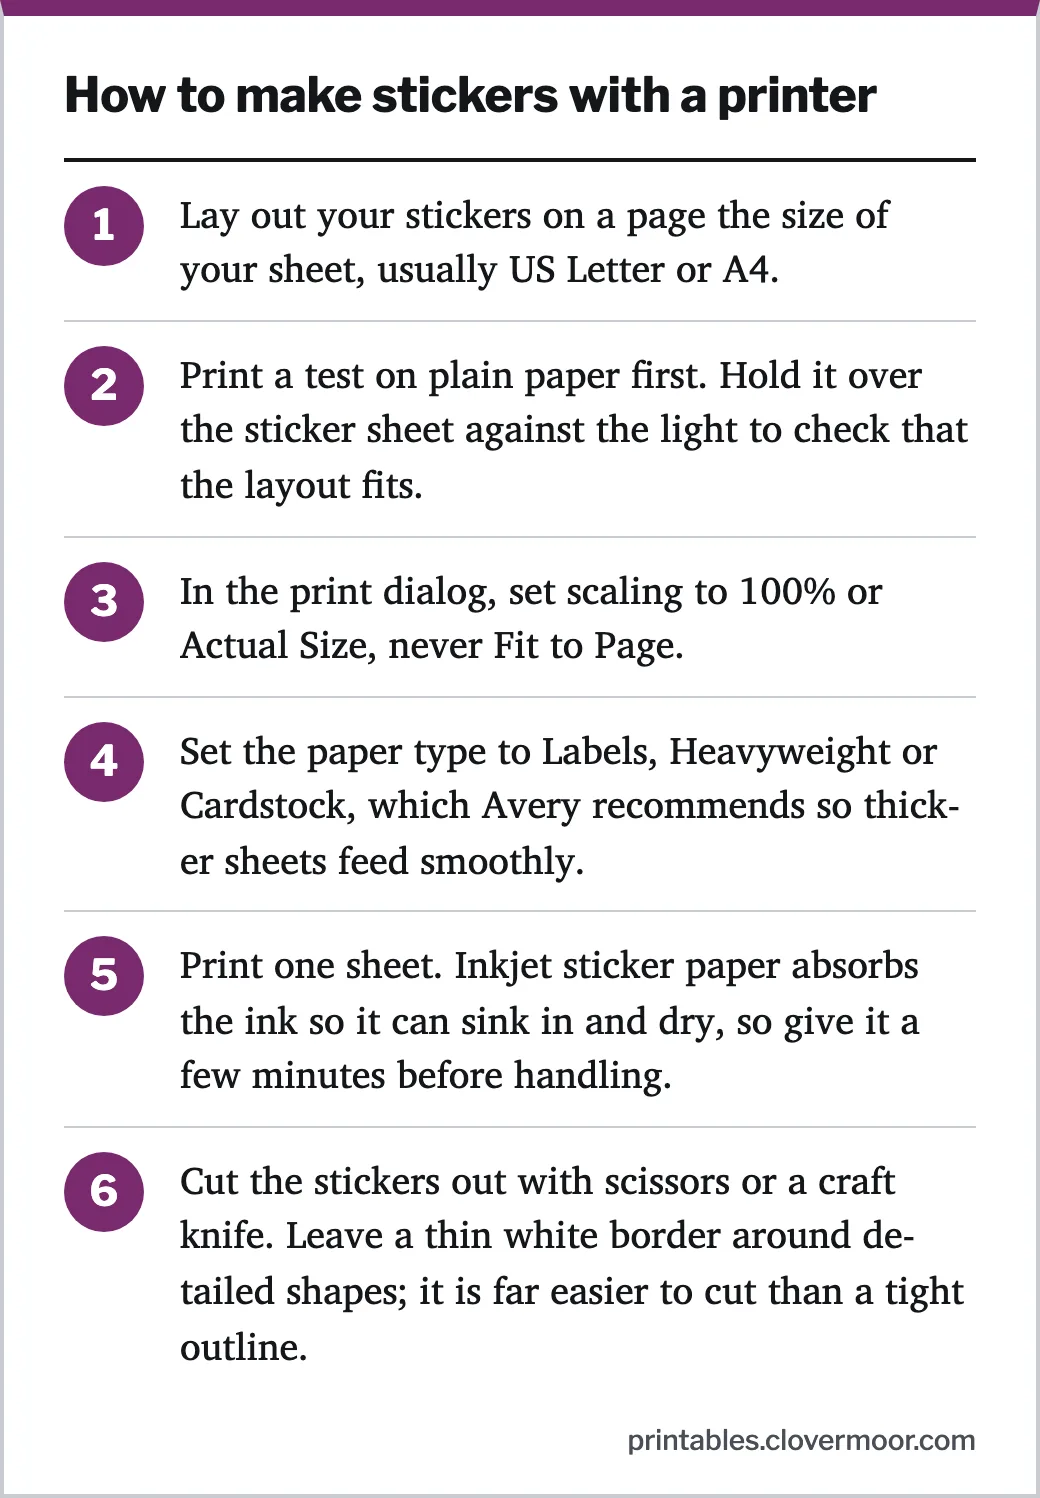 How to make stickers with a printer
1
Lay out your stickers on a page the size of
your sheet, usually US Letter or A4.
2
Print a test on plain paper first. Hold it over
the sticker sheet against the light to check that
the layout fits.
3
In the print dialog, set scaling to 100% or
Actual Size, never Fit to Page.
4
Set the paper type to Labels, Heavyweight or
Cardstock, which Avery recommends so thick-
er sheets feed smoothly.
5
Print one sheet. Inkjet sticker paper absorbs
the ink so it can sink in and dry, so give it a
few minutes before handling.
6
Cut the stickers out with scissors or a craft
knife. Leave a thin white border around de-
tailed shapes; it is far easier to cut than a tight
outline.
printables.clovermoor.com